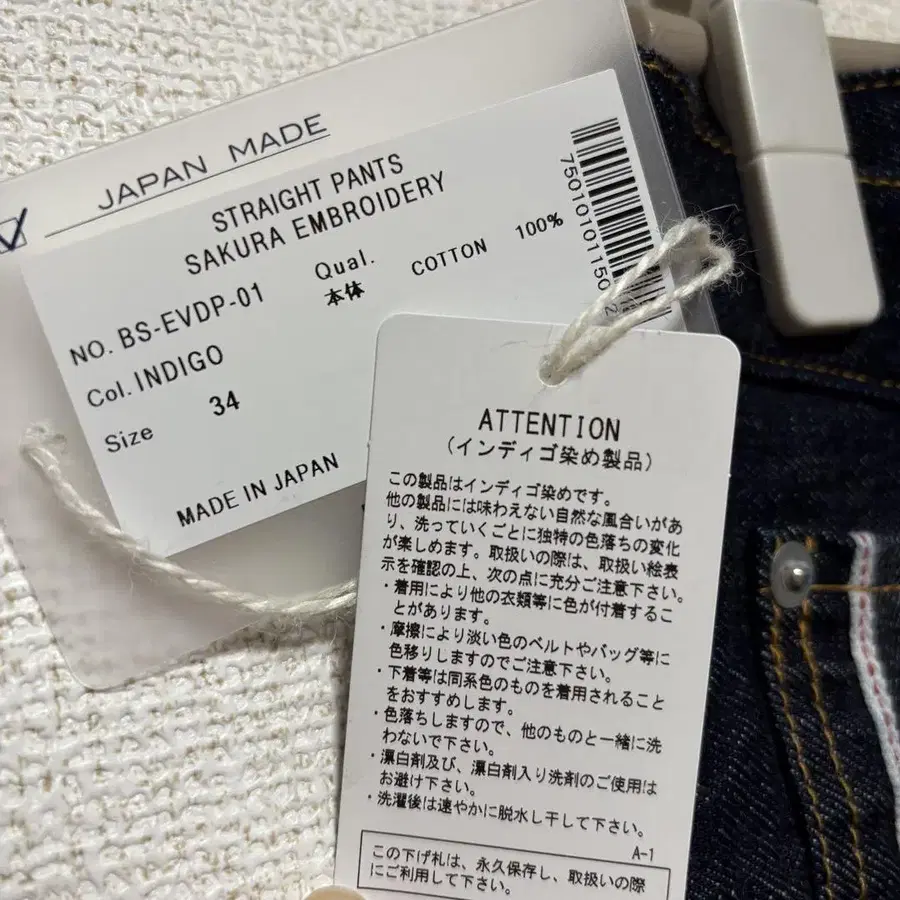 JAPAN MADE
STRAIGHT PANTS
SAKURA EMBROIDERY
NO. BS-EVDP-01
Qual.
本体
COTTON 100%
Col. INDIGO
Size 34
MADE IN JAPAN
ATTENTION
(インディゴ染め製品)
この製品はインディゴ染めです。
他の製品には味わえない自然な風合いがあ
り、洗っていくごとに独特の色落ちの変化
が楽しめます。取扱いの際は、取扱い絵表
示を確認の上、次の点に充分ご注意下さい。
・着用により他の衣類等に色が付着するこ
とがあります。
・摩擦により淡い色のベルトやバッグ等に
色移りしますのでご注意下さい。
・下着等は同系色のものを着用されること
をおすすめします。
・色落ちしますので、他のものと一緒に洗
わないで下さい。
・漂白剤及び、漂白剤入り洗剤のご使用は
お避け下さい。
・洗濯後は速やかに脱水し干して下さい。
A-1
この下げ札は、永久保存し、取扱いの際
にご利用して下さい。